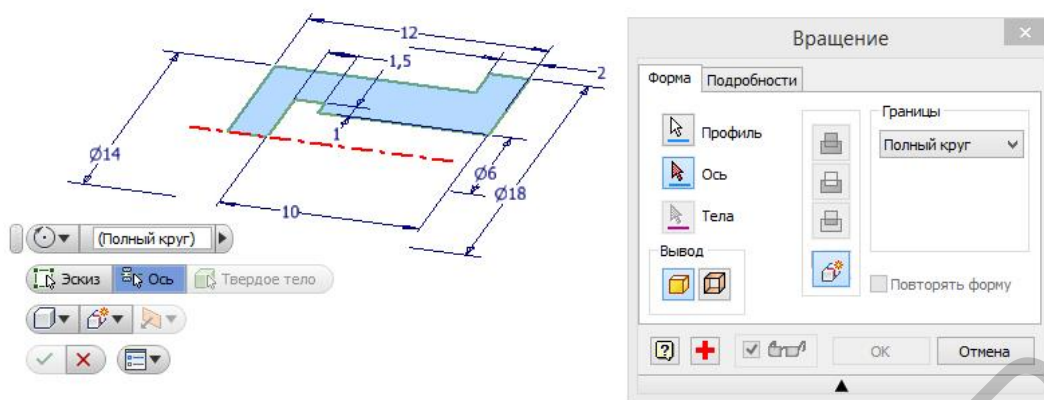 12
1,5
2
1
Ø14
Ø6
Ø18
10
(Полный круг)
Эскиз Ось Твердое тело
Вращение
Форма Подробности
Профиль
Ось
Тела
Вывод
Границы
Полный круг
Повторять форму
ОК Отмена